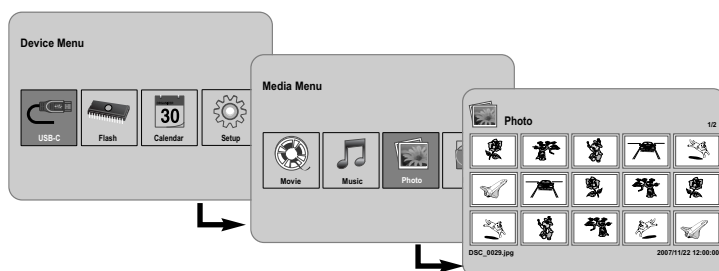 Device Menu
USB-C
Flash
30
Calendar
Setup
Media Menu
Movie
Music
Photo
Photo
1/2
DSC_0029.jpg
2007/11/22 12:00:00